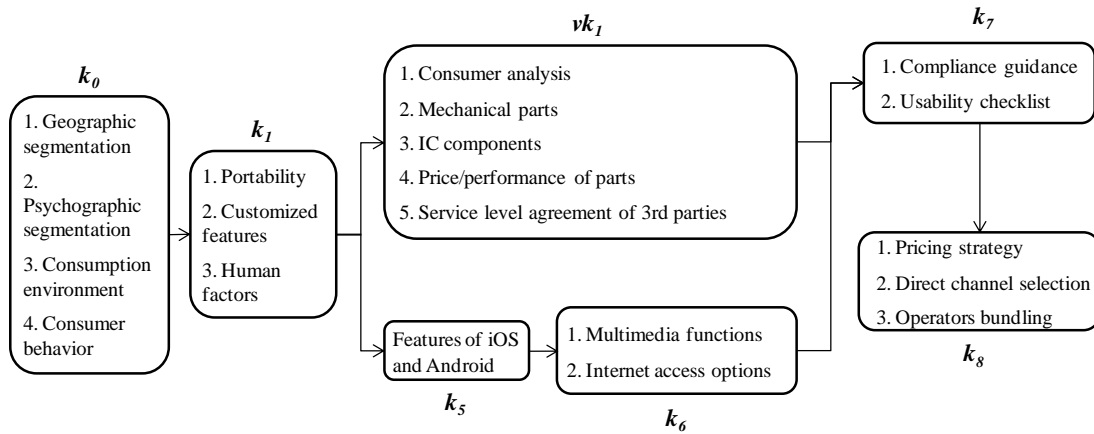 k0
1. Geographic
segmentation
2.
Psychographic
segmentation
3. Consumption
environment
4. Consumer
behavior
k1
1. Portability
2. Customized
features
3. Human
factors
vk1
1. Consumer analysis
2. Mechanical parts
3. IC components
4. Price/performance of parts
5. Service level agreement of 3rd parties
Features of iOS
and Android
k5
1. Multimedia functions
2. Internet access options
k6
k7
1. Compliance guidance
2. Usability checklist
1. Pricing strategy
2. Direct channel selection
3. Operators bundling
k8